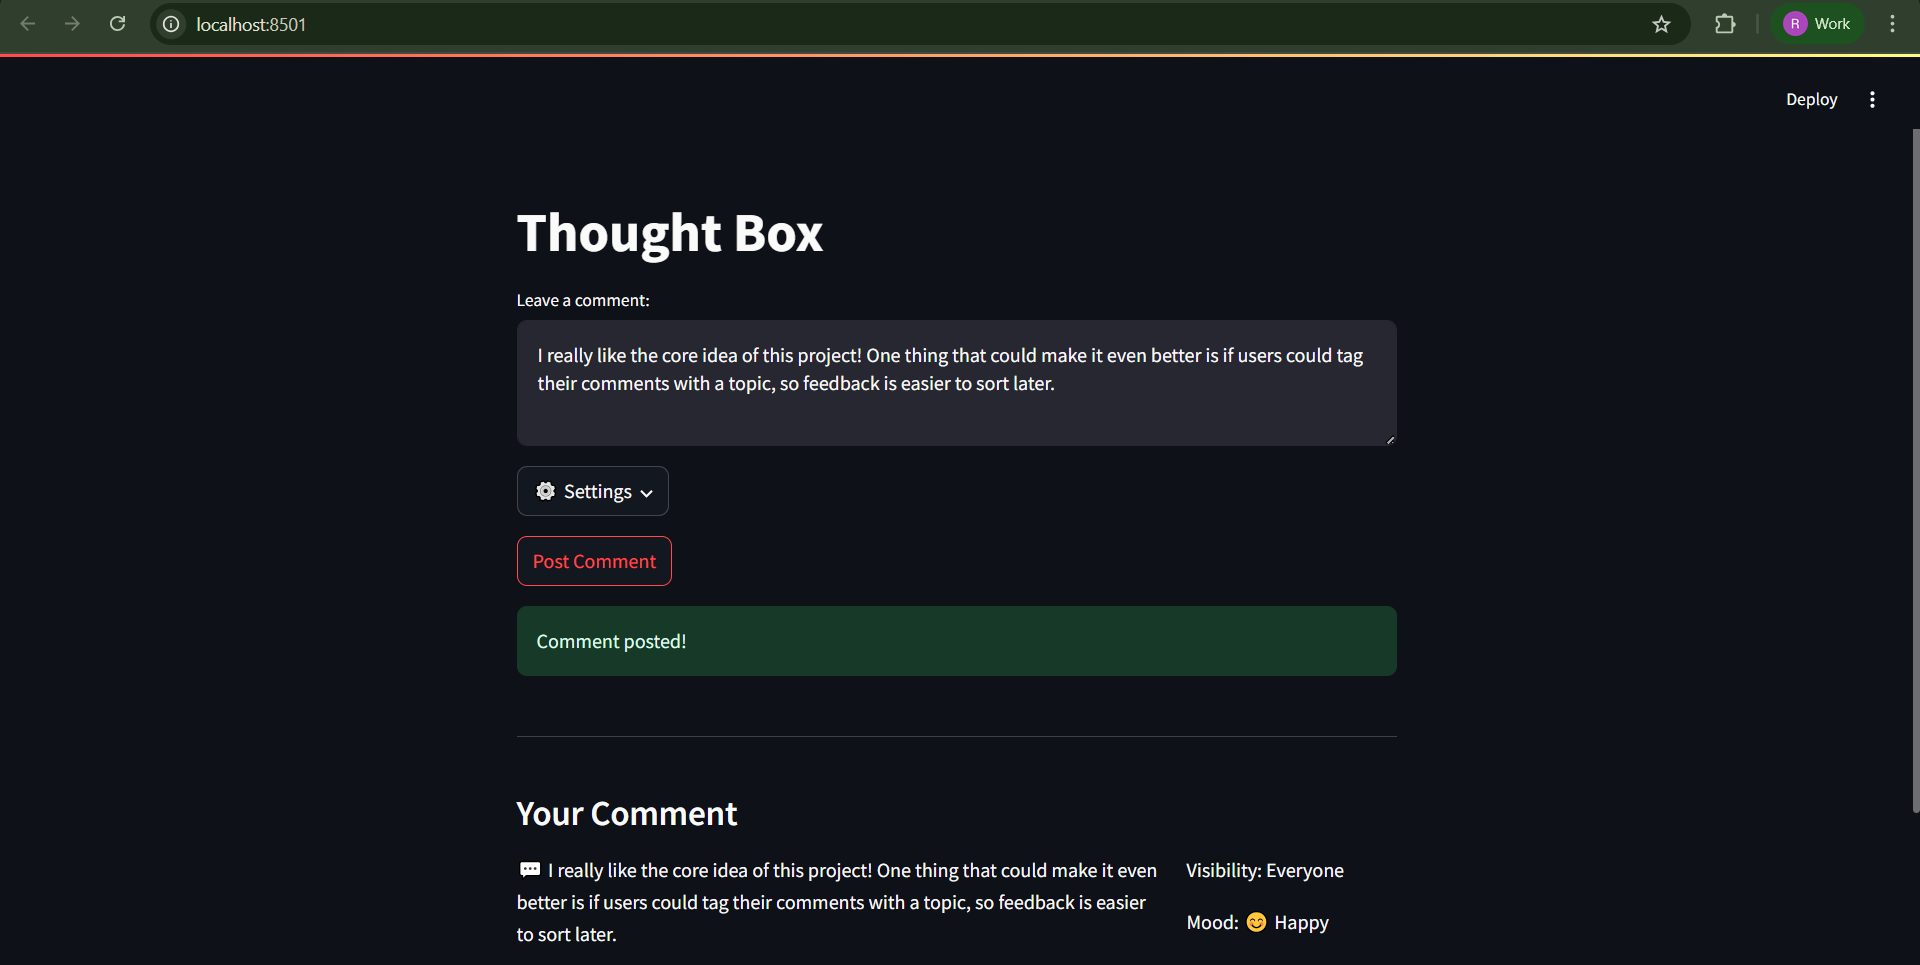 localhost:8501
R Work
Deploy
Thought Box
Leave a comment:
I really like the core idea of this project! One thing that could make it even better is if users could tag
their comments with a topic, so feedback is easier to sort later.
Settings
Post Comment
Comment posted!
Your Comment
I really like the core idea of this project! One thing that could make it even
better is if users could tag their comments with a topic, so feedback is easier
to sort later.
Visibility: Everyone
Mood: 😊 Happy